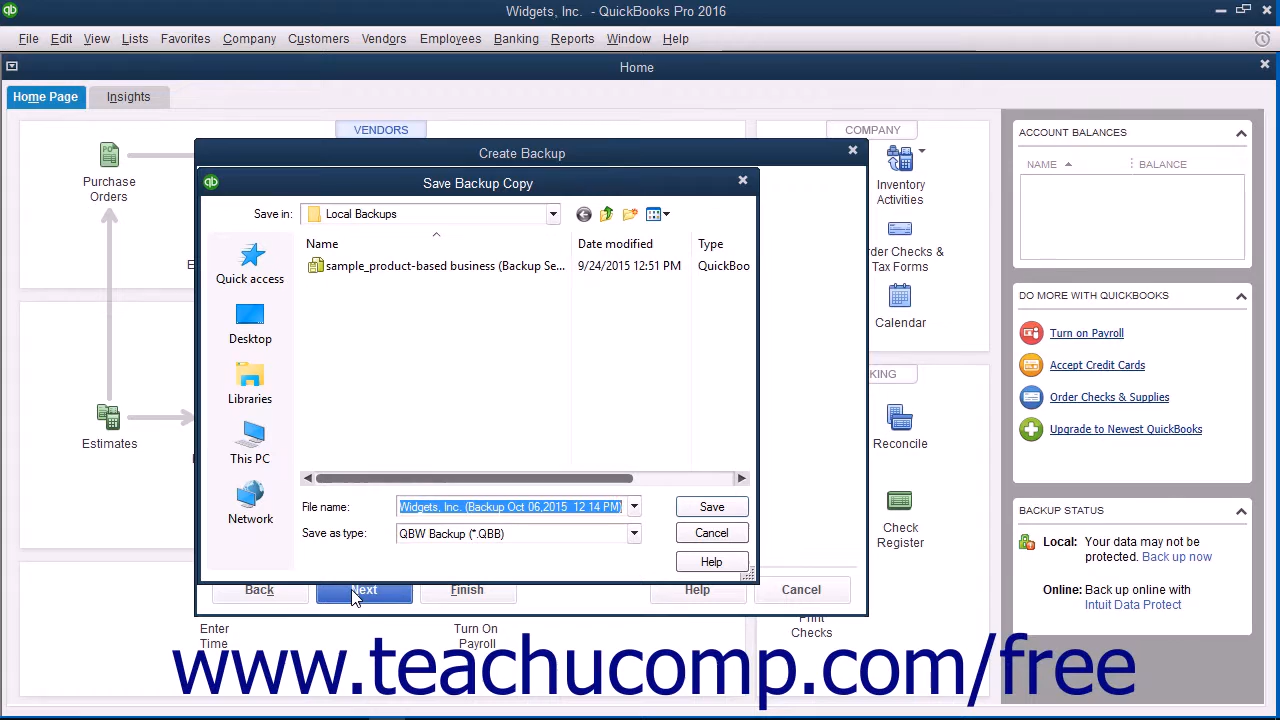 qb
Widgets, Inc. - QuickBooks Pro 2016
File Edit View Lists Favorites Company Customers Vendors Employees Banking Reports Window Help
Home
Home Page Insights
VENDORS
COMPANY
Purchase
Orders
Estimates
Enter
Time
Turn On
Payroll
Create Backup
qb
Save Backup Copy
Save in: Local Backups
Name Date modified Type
sample_product-based business (Backup Se... 9/24/2015 12:51 PM QuickBoo
Quick access
Desktop
Libraries
This PC
Network
File name: Widgets, Inc. (Backup Oct 06,2015 12 14 PM)
Save as type: QBW Backup (*.QBB)
Save
Cancel
Help
Back Next Finish Help Cancel
Inventory
Activities
rder Checks &
Tax Forms
Calendar
KING
Reconcile
Check
Register
Print
Checks
ACCOUNT BALANCES
NAME BALANCE
DO MORE WITH QUICKBOOKS
Turn on Payroll
Accept Credit Cards
Order Checks & Supplies
Upgrade to Newest QuickBooks
BACKUP STATUS
Local: Your data may not be
protected. Back up now
Online: Back up online with
Intuit Data Protect
www.teachucomp.com/free